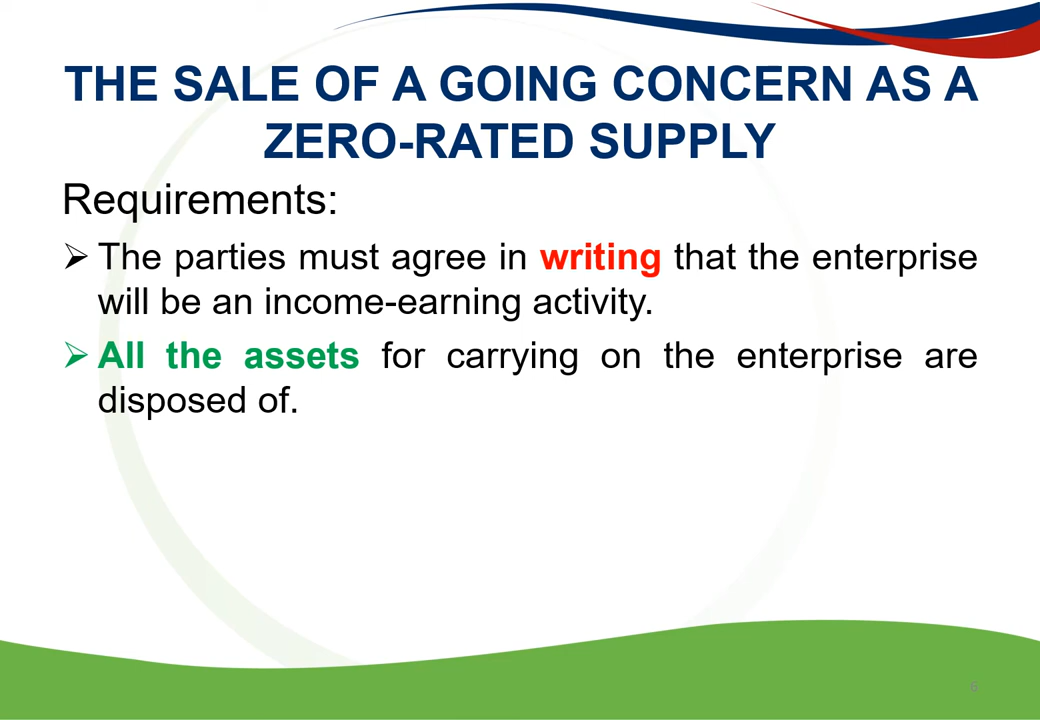 THE SALE OF A GOING CONCERN AS A
ZERO-RATED SUPPLY
Requirements:
➢ The parties must agree in writing that the enterprise
will be an income-earning activity.
➢ All the assets for carrying on the enterprise are
disposed of.
6